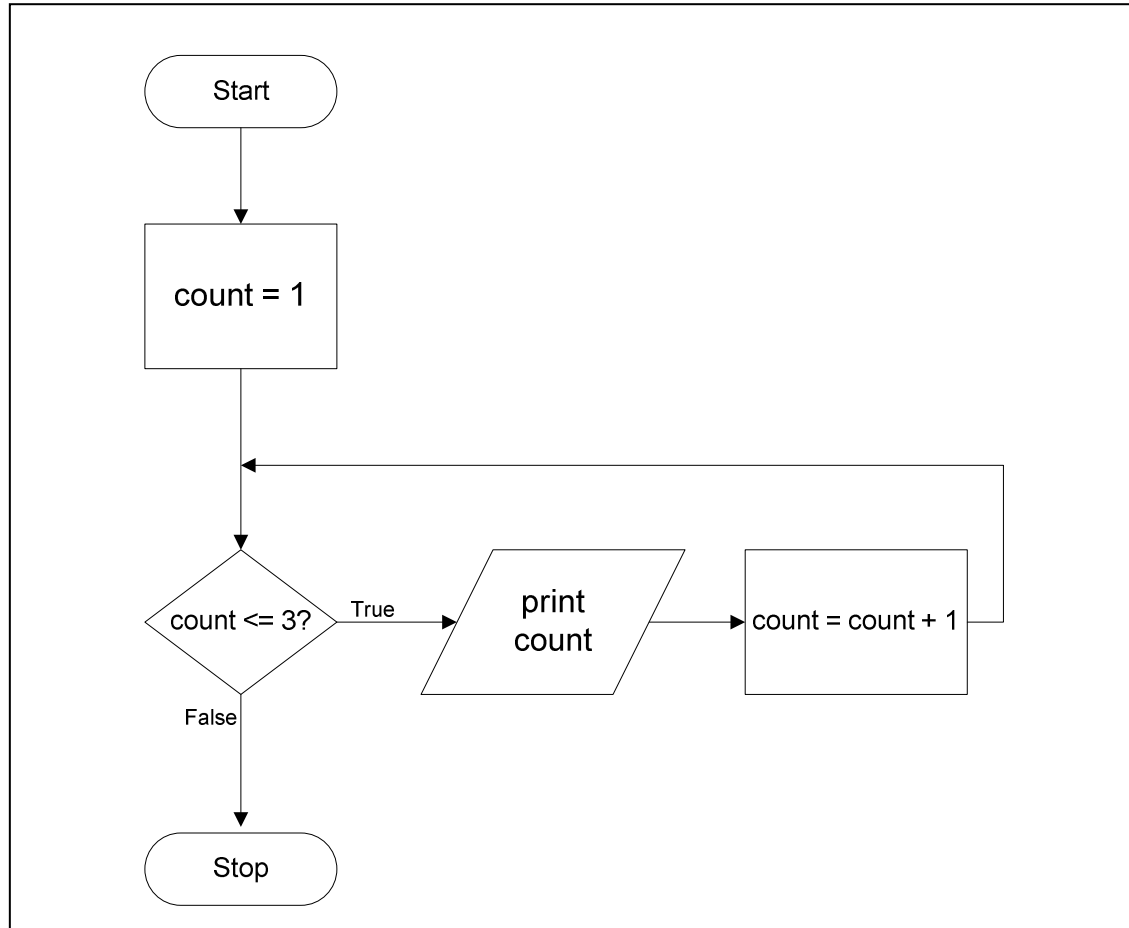 Start
count = 1
count <= 3?
True
print
count
count = count + 1
False
Stop